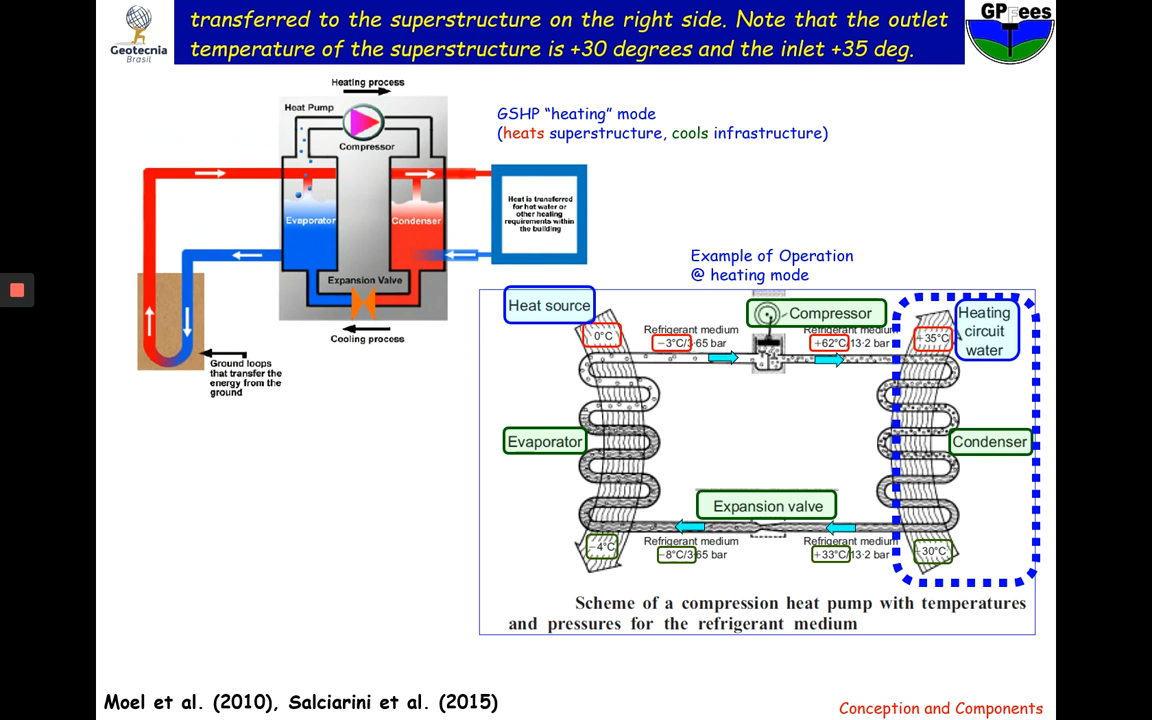 transferred to the superstructure on the right side. Note that the outlet
temperature of the superstructure is +30 degrees and the inlet +35 deg.
Geotecnia
Brasil
GPFees
Heating process
Heat Pump
Compressor
Evaporator
Condenser
Expansion Valve
Cooling process
Heat is transferred
for hot water or
other heating
requirements within
the building
Ground loops
that transfer the
energy from the
ground
GSHP “heating” mode
(heats superstructure, cools infrastructure)
Example of Operation
@ heating mode
Heat source
Compressor
Heating
circuit
water
0°C
Refrigerant medium
−3°C/3·65 bar
Refrigerant medium
+62°C/13·2 bar
+35°C
Evaporator
Condenser
Expansion valve
−4°C
Refrigerant medium
−8°C/3·65 bar
Refrigerant medium
+33°C/13·2 bar
+30°C
Scheme of a compression heat pump with temperatures
and pressures for the refrigerant medium
Moel et al. (2010), Salciarini et al. (2015)
Conception and Components